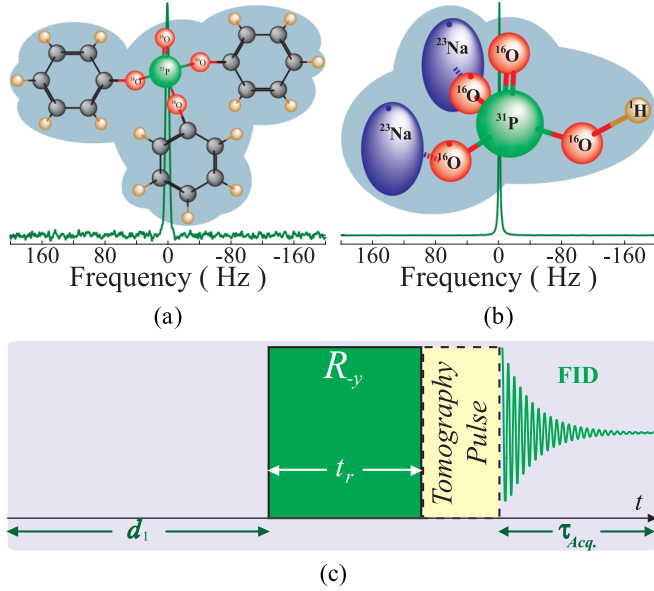 ¹⁶O
¹⁶O ³¹P ¹⁶O
¹⁶O
160 80 0 -80 -160
Frequency ( Hz )
(a)
²³Na ¹⁶O
¹⁶O ³¹P ¹H
²³Na ¹⁶O ¹⁶O
160 80 0 -80 -160
Frequency ( Hz )
(b)
R-y
Tomography
Pulse
FID
tr
t
d1
τAcq.
(c)